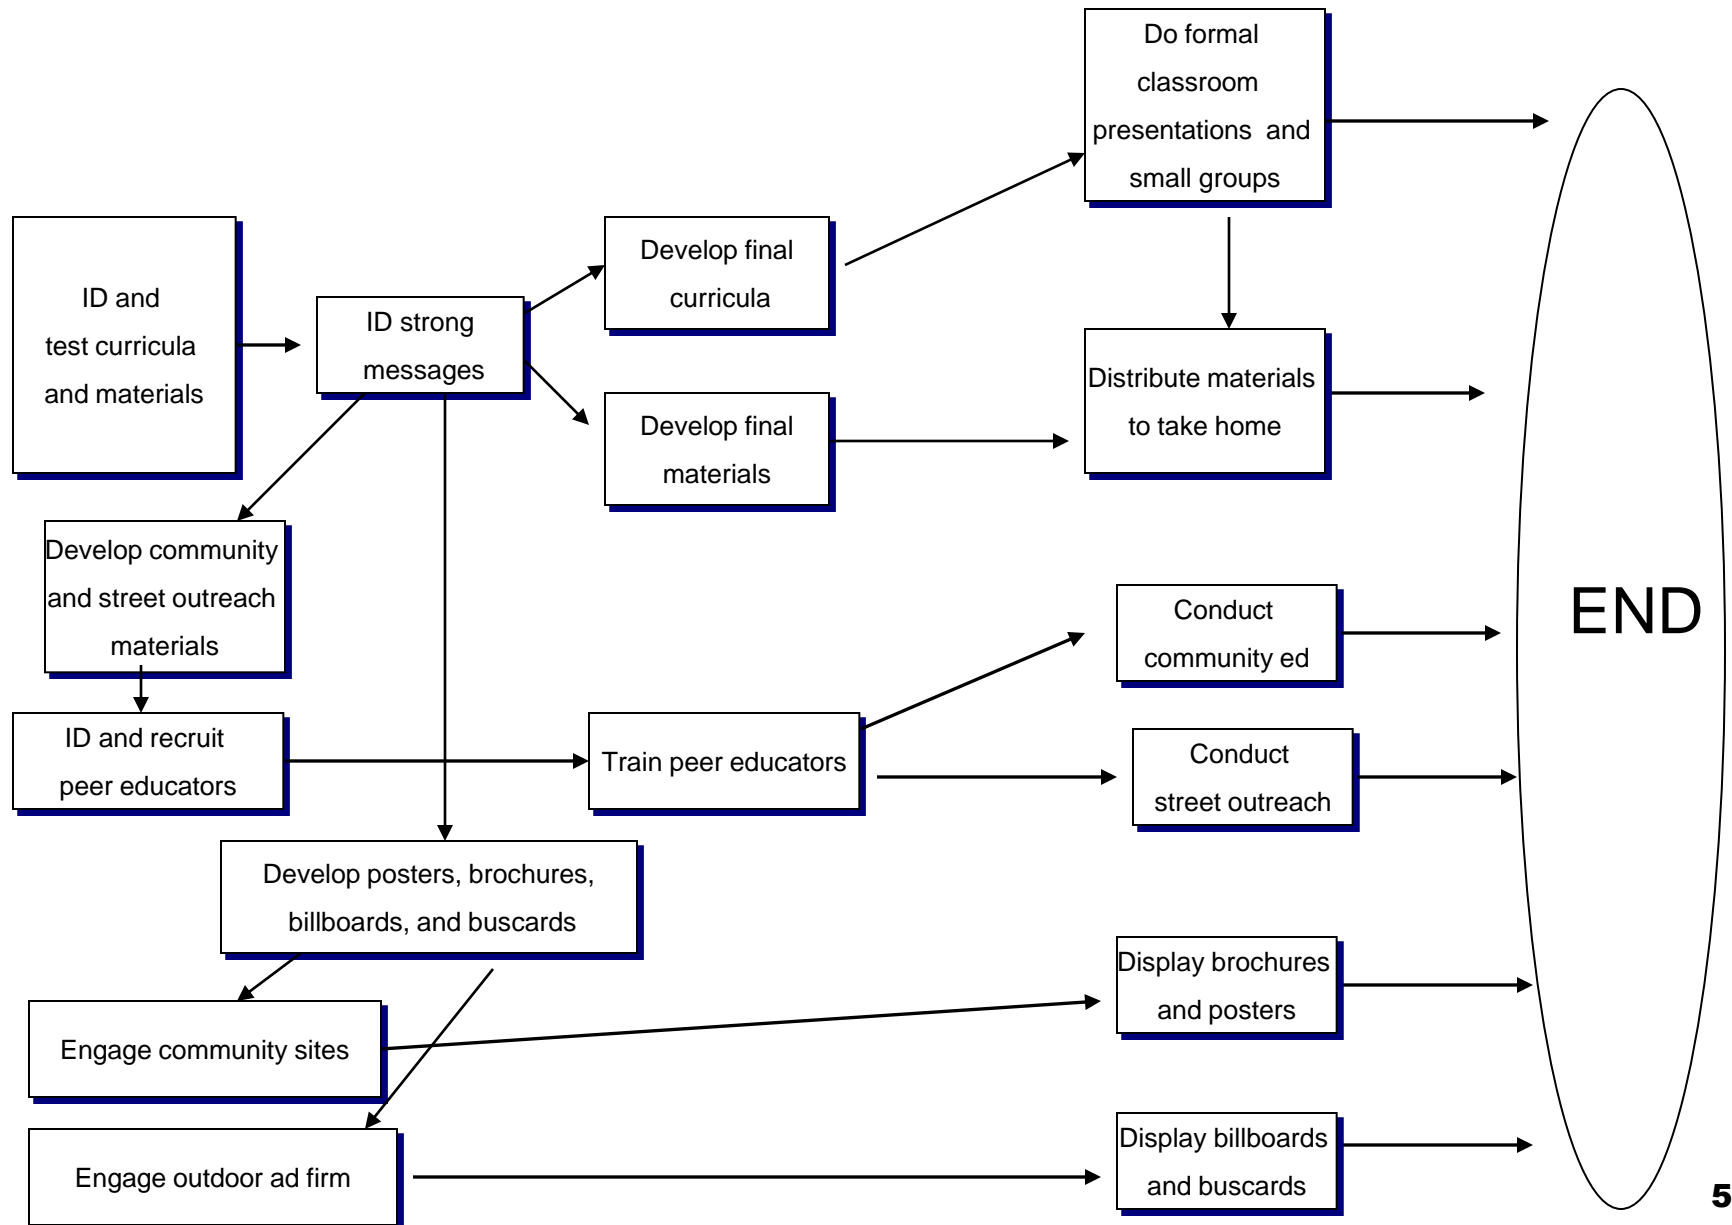 Do formal
classroom
presentations and
small groups
ID and
test curricula
and materials
ID strong
messages
Develop final
curricula
Develop final
materials
Distribute materials
to take home
Develop community
and street outreach
materials
Conduct
community ed
END
ID and recruit
peer educators
Train peer educators
Conduct
street outreach
Develop posters, brochures,
billboards, and buscards
Engage community sites
Display brochures
and posters
Engage outdoor ad firm
Display billboards
and buscards
5